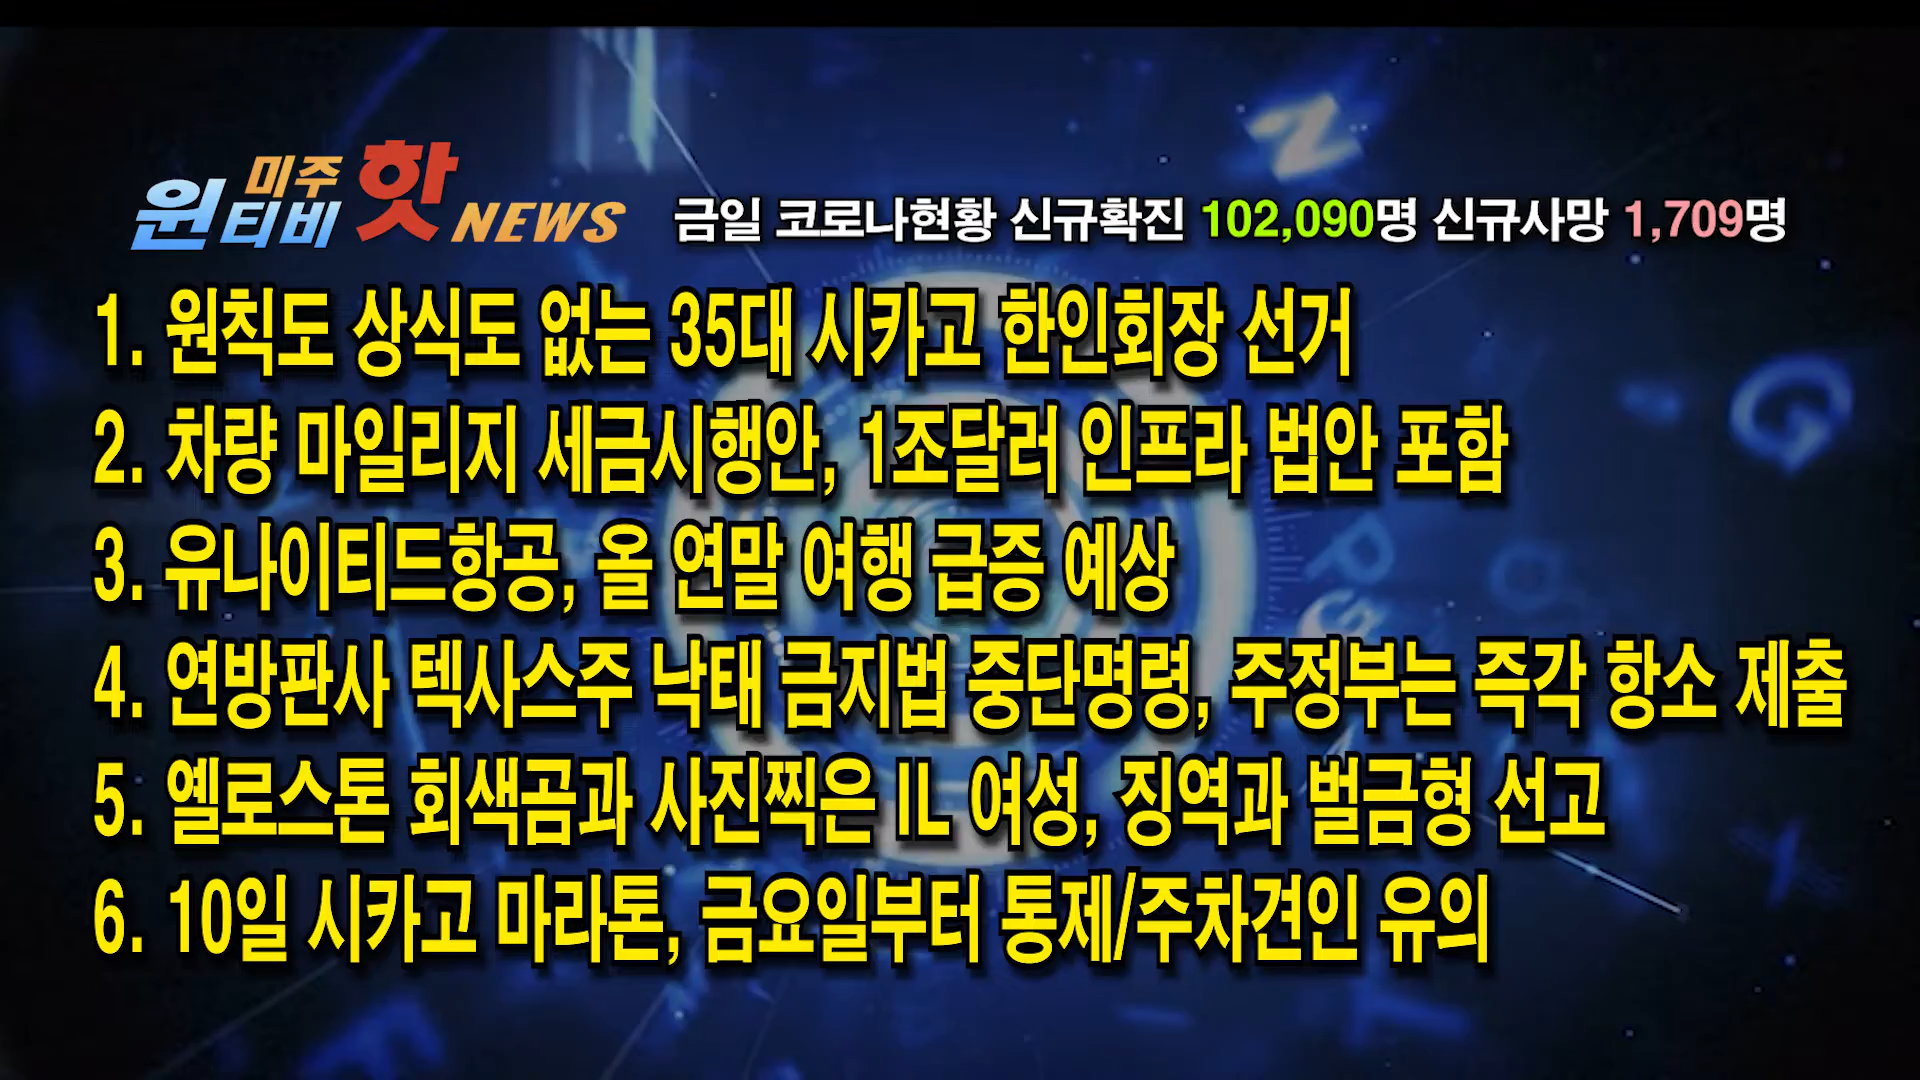 미주
원티비 핫 NEWS
금일 코로나현황 신규확진 102,090명 신규사망 1,709명
1. 원칙도 상식도 없는 35대 시카고 한인회장 선거
2. 차량 마일리지 세금시행안, 1조달러 인프라 법안 포함
3. 유나이티드항공, 올 연말 여행 급증 예상
4. 연방판사 텍사스주 낙태 금지법 중단명령, 주정부는 즉각 항소 제출
5. 옐로스톤 회색곰과 사진찍은 IL 여성, 징역과 벌금형 선고
6. 10일 시카고 마라톤, 금요일부터 통제/주차견인 유의